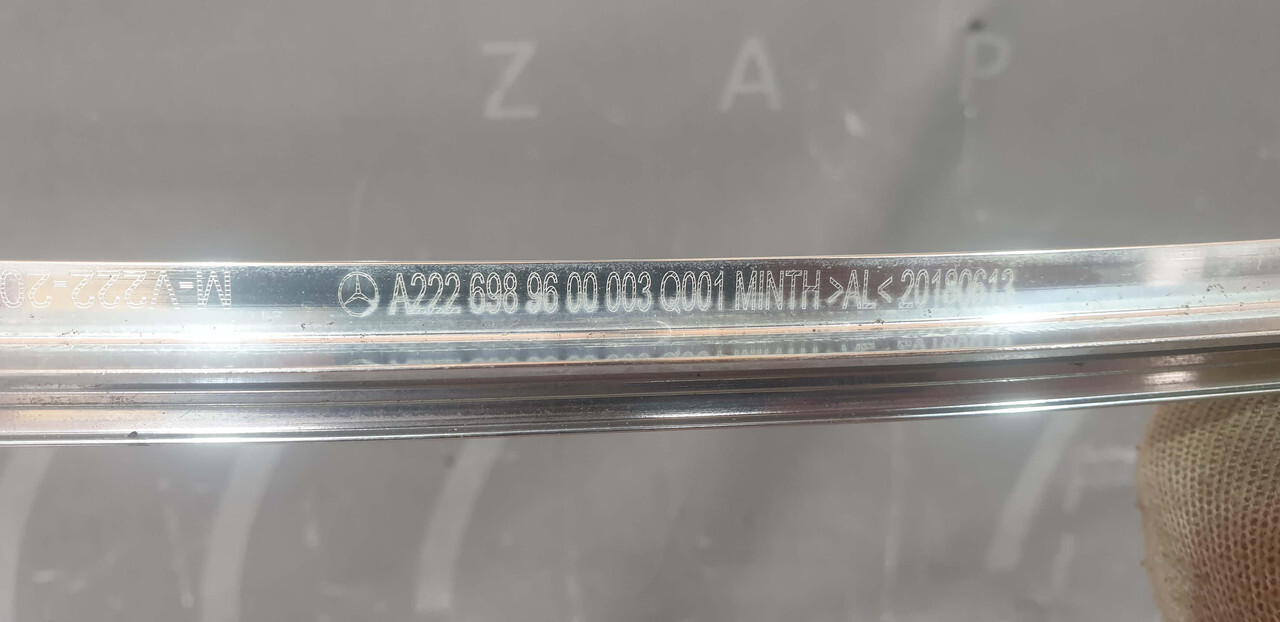 Z A P
A222 698 96 00 003 Q001 MINTH >AL< 20180613
M-V222-20